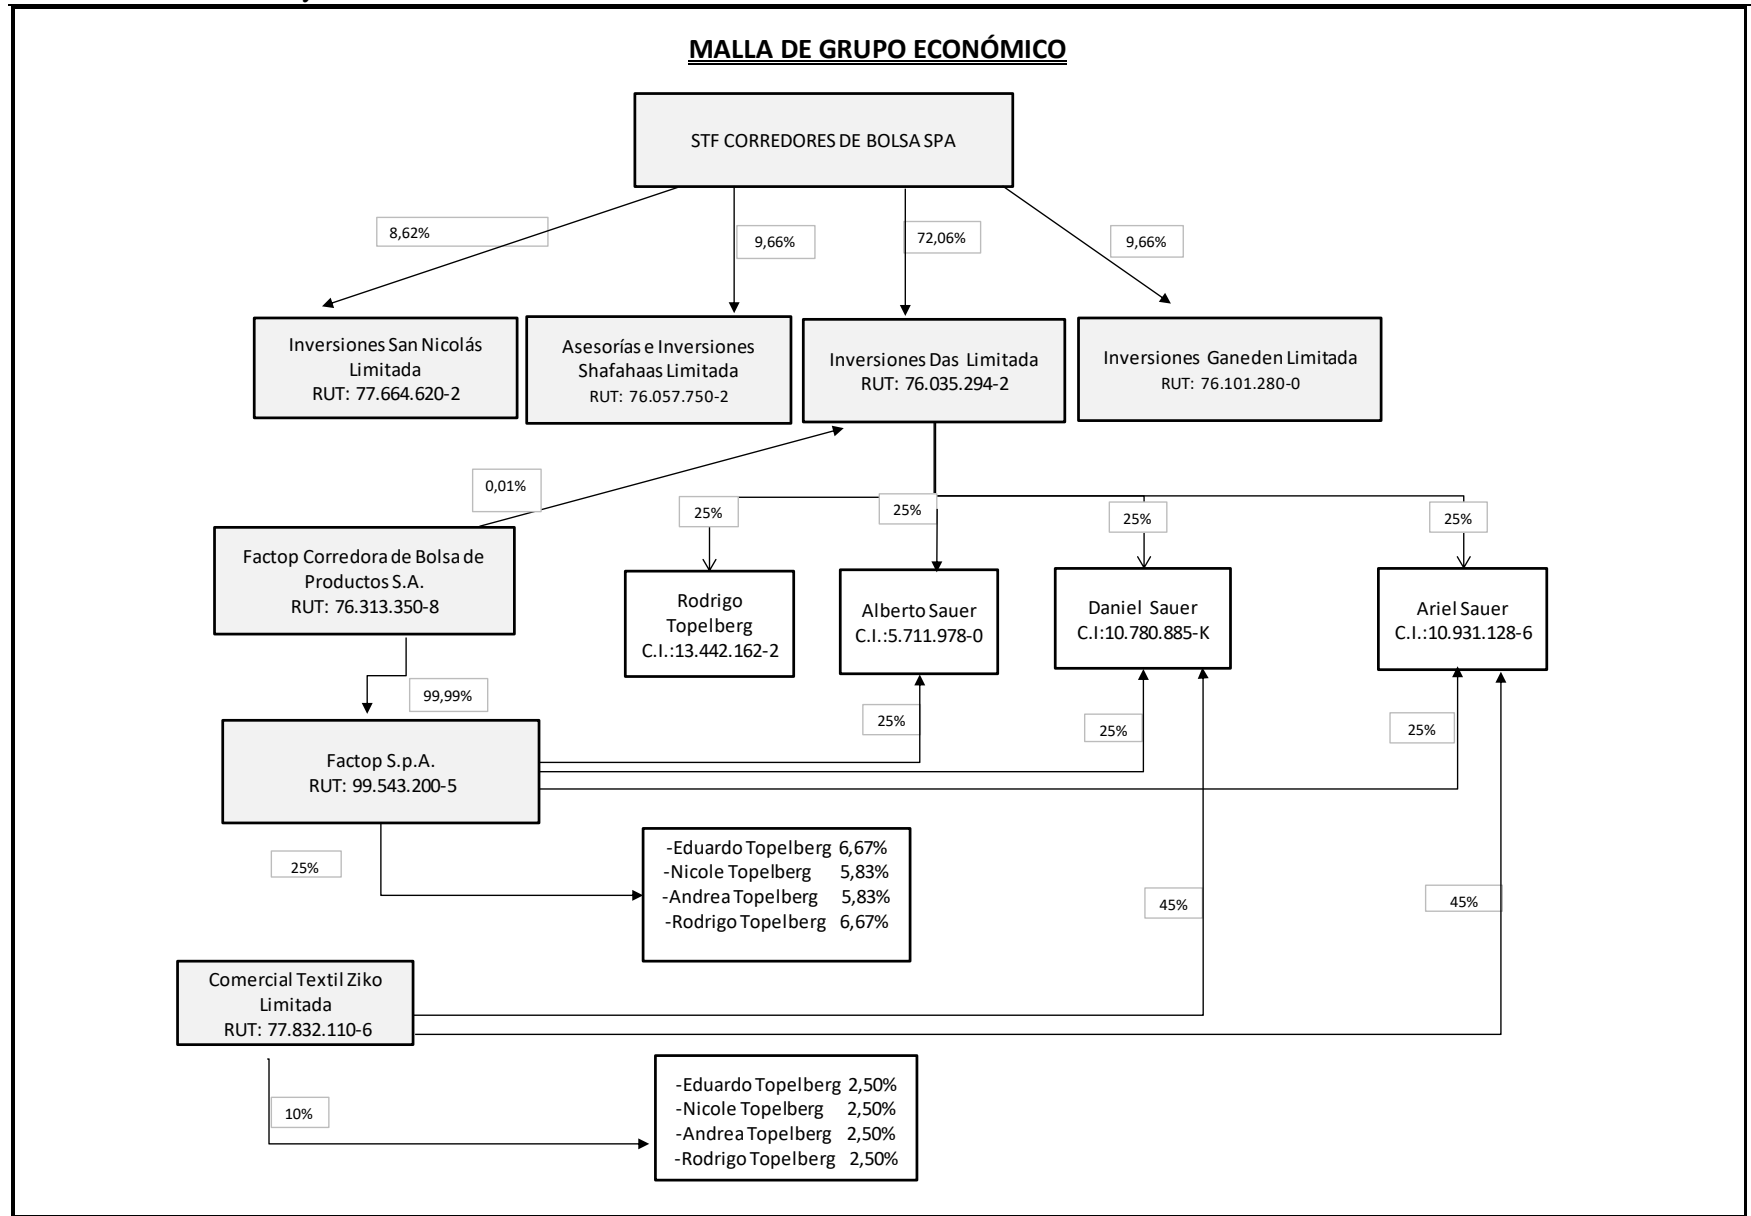 MALLA DE GRUPO ECONÓMICO
STF CORREDORES DE BOLSA SPA
8,62%
9,66%
72,06%
9,66%
Inversiones San Nicolás
Limitada
RUT: 77.664.620-2
Asesorías e Inversiones
Shafahaas Limitada
RUT: 76.057.750-2
Inversiones Das Limitada
RUT: 76.035.294-2
Inversiones Ganeden Limitada
RUT: 76.101.280-0
0,01%
25%
25%
25%
25%
Factop Corredora de Bolsa de
Productos S.A.
RUT: 76.313.350-8
Rodrigo
Topelberg
C.I.:13.442.162-2
Alberto Sauer
C.I.:5.711.978-0
Daniel Sauer
C.I:10.780.885-K
Ariel Sauer
C.I.:10.931.128-6
99,99%
25%
25%
25%
Factop S.p.A.
RUT: 99.543.200-5
25%
-Eduardo Topelberg 6,67%
-Nicole Topelberg 5,83%
-Andrea Topelberg 5,83%
-Rodrigo Topelberg 6,67%
45%
45%
Comercial Textil Ziko
Limitada
RUT: 77.832.110-6
10%
-Eduardo Topelberg 2,50%
-Nicole Topelberg 2,50%
-Andrea Topelberg 2,50%
-Rodrigo Topelberg 2,50%